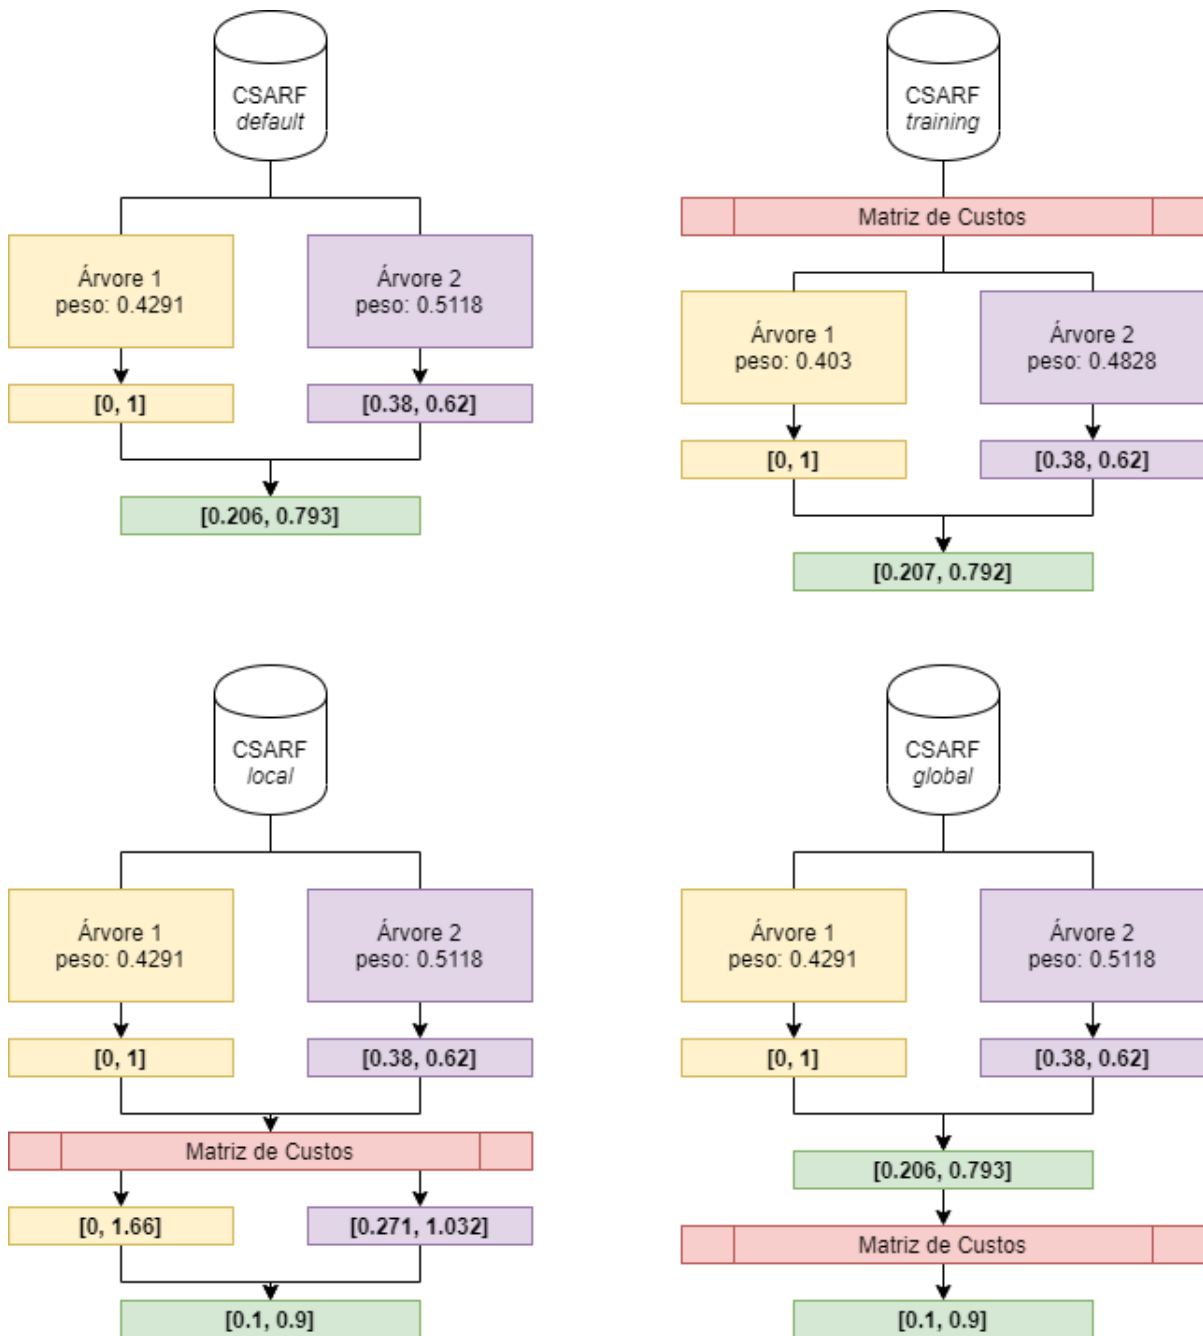 CSARF
default
Árvore 1
peso: 0.4291
Árvore 2
peso: 0.5118
[0, 1]
[0.38, 0.62]
[0.206, 0.793]
CSARF
training
Matriz de Custos
Árvore 1
peso: 0.403
Árvore 2
peso: 0.4828
[0, 1]
[0.38, 0.62]
[0.207, 0.792]
CSARF
local
Árvore 1
peso: 0.4291
Árvore 2
peso: 0.5118
[0, 1]
[0.38, 0.62]
Matriz de Custos
[0, 1.66]
[0.271, 1.032]
[0.1, 0.9]
CSARF
global
Árvore 1
peso: 0.4291
Árvore 2
peso: 0.5118
[0, 1]
[0.38, 0.62]
[0.206, 0.793]
Matriz de Custos
[0.1, 0.9]